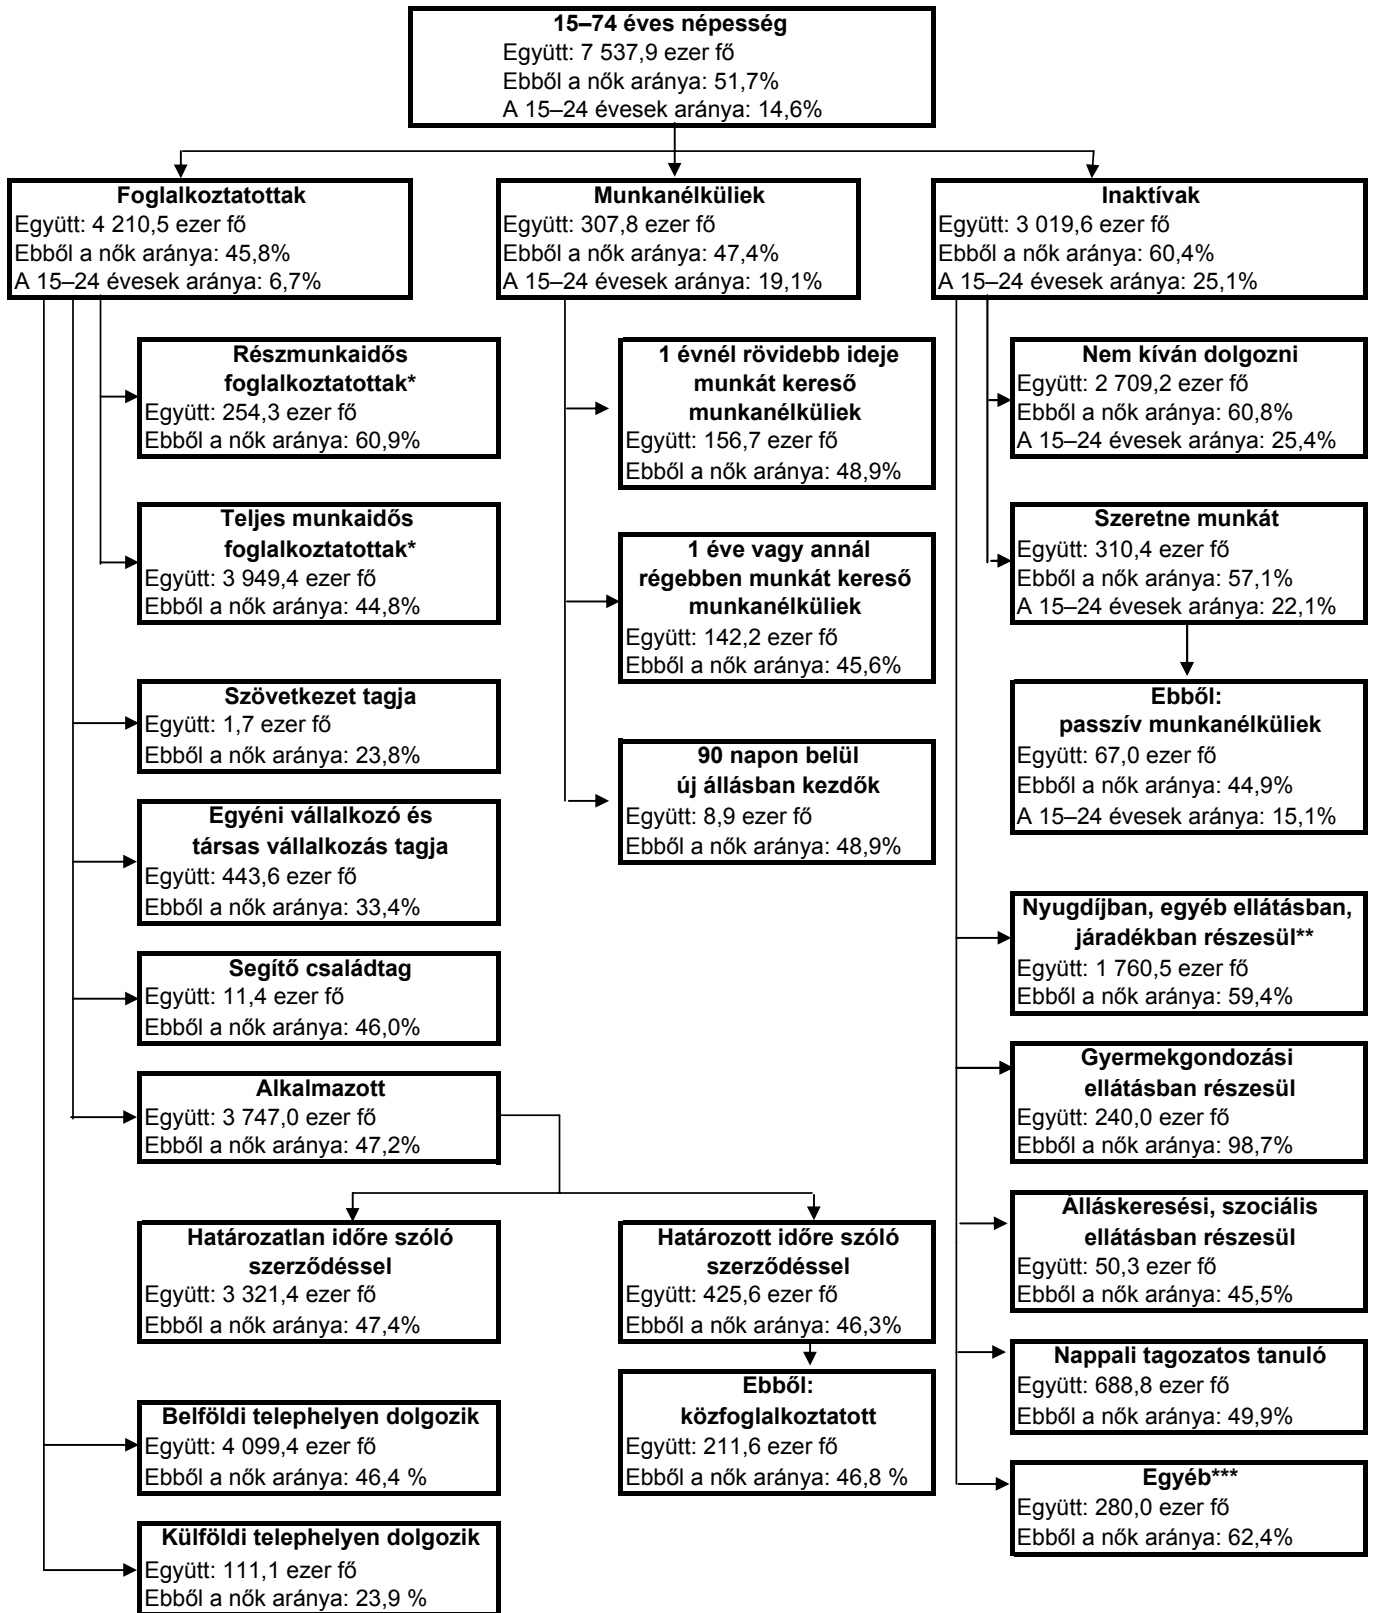 15–74 éves népesség
Együtt: 7 537,9 ezer fő
Ebből a nők aránya: 51,7%
A 15–24 évesek aránya: 14,6%
Foglalkoztatottak
Együtt: 4 210,5 ezer fő
Ebből a nők aránya: 45,8%
A 15–24 évesek aránya: 6,7%
Munkanélküliek
Együtt: 307,8 ezer fő
Ebből a nők aránya: 47,4%
A 15–24 évesek aránya: 19,1%
Inaktívak
Együtt: 3 019,6 ezer fő
Ebből a nők aránya: 60,4%
A 15–24 évesek aránya: 25,1%
Részmunkaidős
foglalkoztatottak*
Együtt: 254,3 ezer fő
Ebből a nők aránya: 60,9%
Teljes munkaidős
foglalkoztatottak*
Együtt: 3 949,4 ezer fő
Ebből a nők aránya: 44,8%
Szövetkezet tagja
Együtt: 1,7 ezer fő
Ebből a nők aránya: 23,8%
Egyéni vállalkozó és
társas vállalkozás tagja
Együtt: 443,6 ezer fő
Ebből a nők aránya: 33,4%
Segítő családtag
Együtt: 11,4 ezer fő
Ebből a nők aránya: 46,0%
Alkalmazott
Együtt: 3 747,0 ezer fő
Ebből a nők aránya: 47,2%
Határozatlan időre szóló
szerződéssel
Együtt: 3 321,4 ezer fő
Ebből a nők aránya: 47,4%
Belföldi telephelyen dolgozik
Együtt: 4 099,4 ezer fő
Ebből a nők aránya: 46,4 %
Külföldi telephelyen dolgozik
Együtt: 111,1 ezer fő
Ebből a nők aránya: 23,9 %
1 évnél rövidebb ideje
munkát kereső
munkanélküliek
Együtt: 156,7 ezer fő
Ebből a nők aránya: 48,9%
1 éve vagy annál
régebben munkát kereső
munkanélküliek
Együtt: 142,2 ezer fő
Ebből a nők aránya: 45,6%
90 napon belül
új állásban kezdők
Együtt: 8,9 ezer fő
Ebből a nők aránya: 48,9%
Határozott időre szóló
szerződéssel
Együtt: 425,6 ezer fő
Ebből a nők aránya: 46,3%
Ebből:
közfoglalkoztatott
Együtt: 211,6 ezer fő
Ebből a nők aránya: 46,8 %
Nem kíván dolgozni
Együtt: 2 709,2 ezer fő
Ebből a nők aránya: 60,8%
A 15–24 évesek aránya: 25,4%
Szeretne munkát
Együtt: 310,4 ezer fő
Ebből a nők aránya: 57,1%
A 15–24 évesek aránya: 22,1%
Ebből:
passzív munkanélküliek
Együtt: 67,0 ezer fő
Ebből a nők aránya: 44,9%
A 15–24 évesek aránya: 15,1%
Nyugdíjban, egyéb ellátásban,
járadékban részesül**
Együtt: 1 760,5 ezer fő
Ebből a nők aránya: 59,4%
Gyermekgondozási
ellátásban részesül
Együtt: 240,0 ezer fő
Ebből a nők aránya: 98,7%
Álláskeresési, szociális
ellátásban részesül
Együtt: 50,3 ezer fő
Ebből a nők aránya: 45,5%
Nappali tagozatos tanuló
Együtt: 688,8 ezer fő
Ebből a nők aránya: 49,9%
Egyéb***
Együtt: 280,0 ezer fő
Ebből a nők aránya: 62,4%